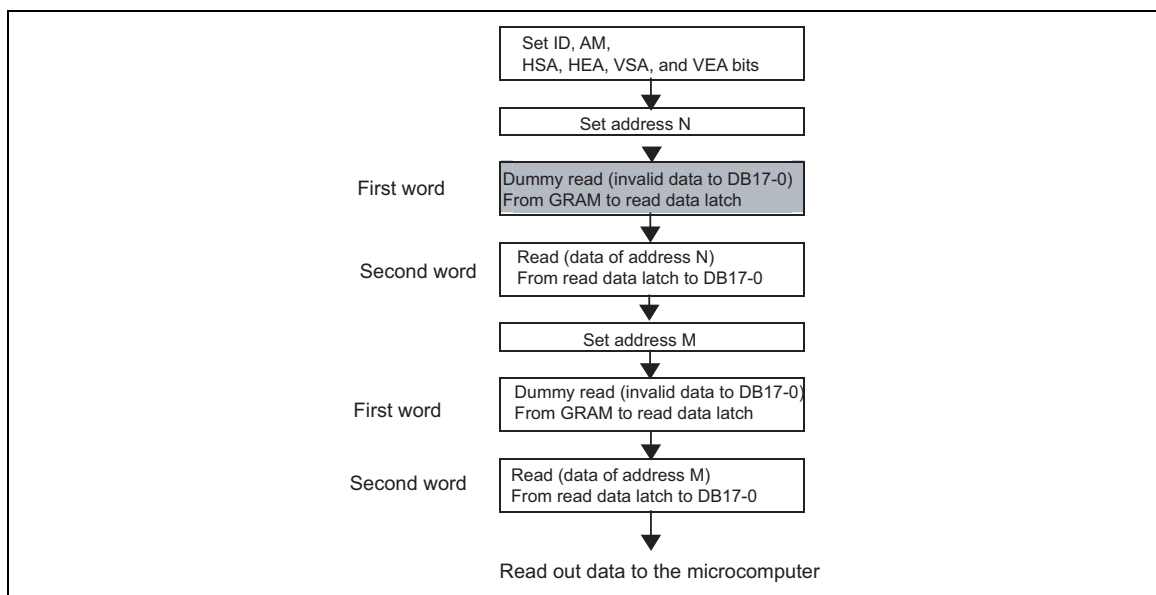 Set ID, AM,
HSA, HEA, VSA, and VEA bits
Set address N
First word
Dummy read (invalid data to DB17-0)
From GRAM to read data latch
Second word
Read (data of address N)
From read data latch to DB17-0
Set address M
First word
Dummy read (invalid data to DB17-0)
From GRAM to read data latch
Second word
Read (data of address M)
From read data latch to DB17-0
Read out data to the microcomputer